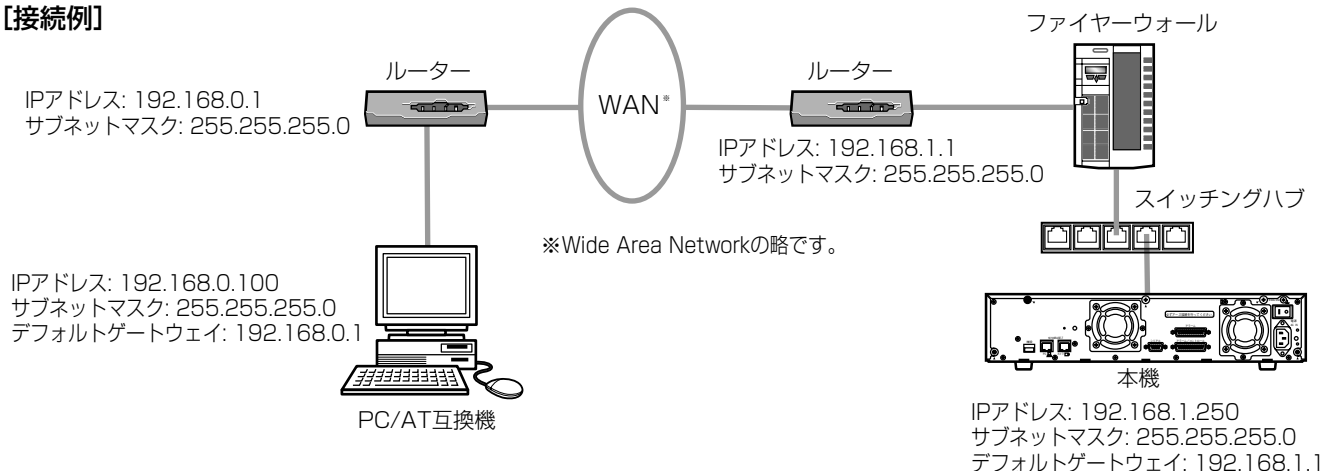 [接続例]
ファイヤーウォール
ルーター
ルーター
IPアドレス: 192.168.0.1
サブネットマスク: 255.255.255.0
WAN※
IPアドレス: 192.168.1.1
サブネットマスク: 255.255.255.0
スイッチングハブ
※Wide Area Networkの略です。
IPアドレス: 192.168.0.100
サブネットマスク: 255.255.255.0
デフォルトゲートウェイ: 192.168.0.1
PC/AT互換機
本機
IPアドレス: 192.168.1.250
サブネットマスク: 255.255.255.0
デフォルトゲートウェイ: 192.168.1.1